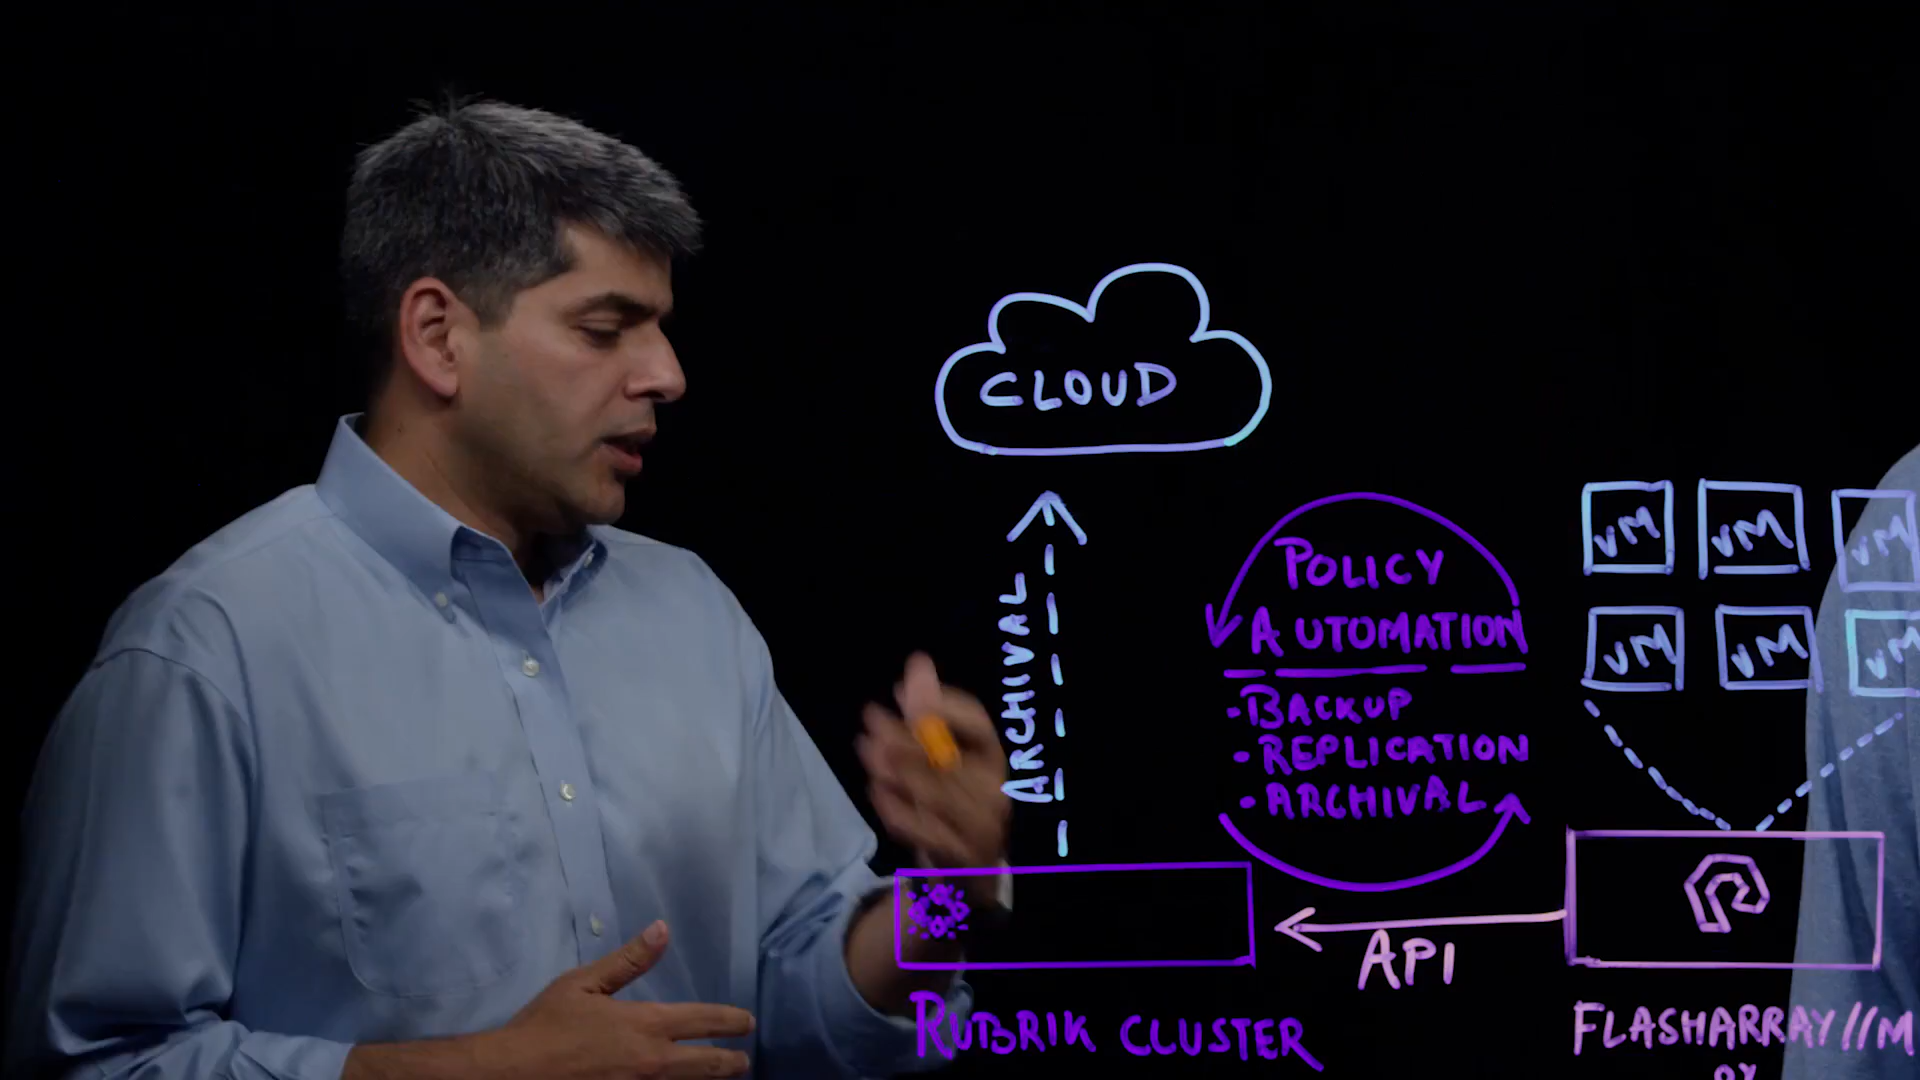 CLOUD
ARCHIVAL
POLICY
AUTOMATION
- BACKUP
- REPLICATION
- ARCHIVAL
VM VM VM
VM VM VM
API
RUBRIK CLUSTER
FLASHARRAY//M